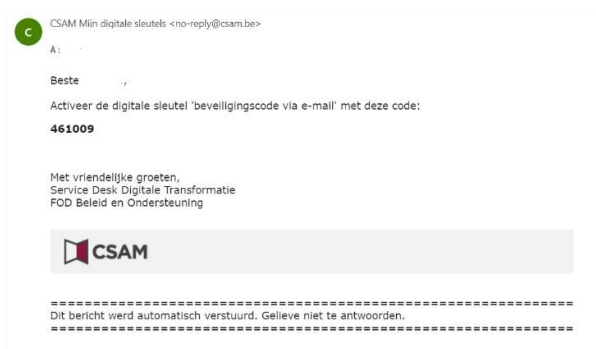 C
CSAM Mijn digitale sleutels <no-reply@csam.be>
À :
Beste .,
Activeer de digitale sleutel 'beveiligingscode via e-mail' met deze code:
461009
Met vriendelijke groeten,
Service Desk Digitale Transformatie
FOD Beleid en Ondersteuning
CSAM
==============================================================
Dit bericht werd automatisch verstuurd. Gelieve niet te antwoorden.
==============================================================